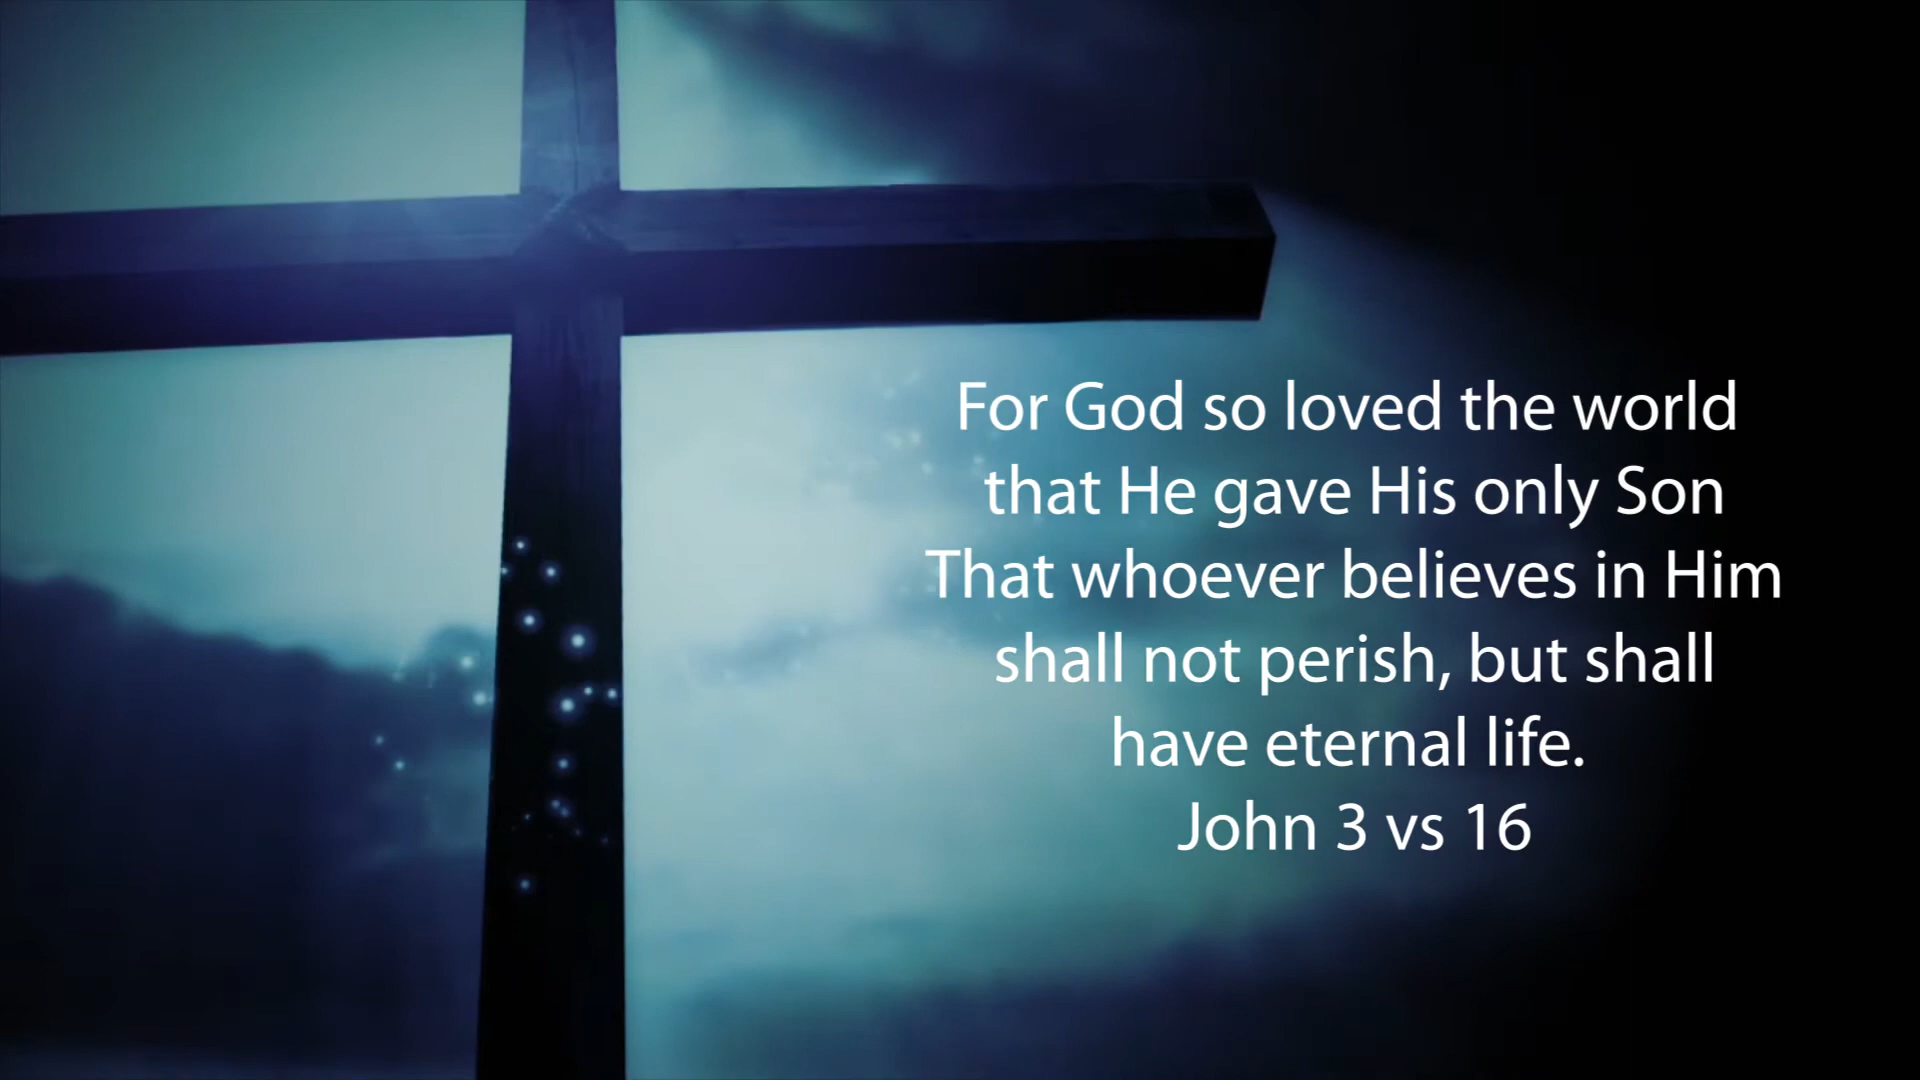 For God so loved the world
that He gave His only Son
That whoever believes in Him
shall not perish, but shall
have eternal life.
John 3 vs 16